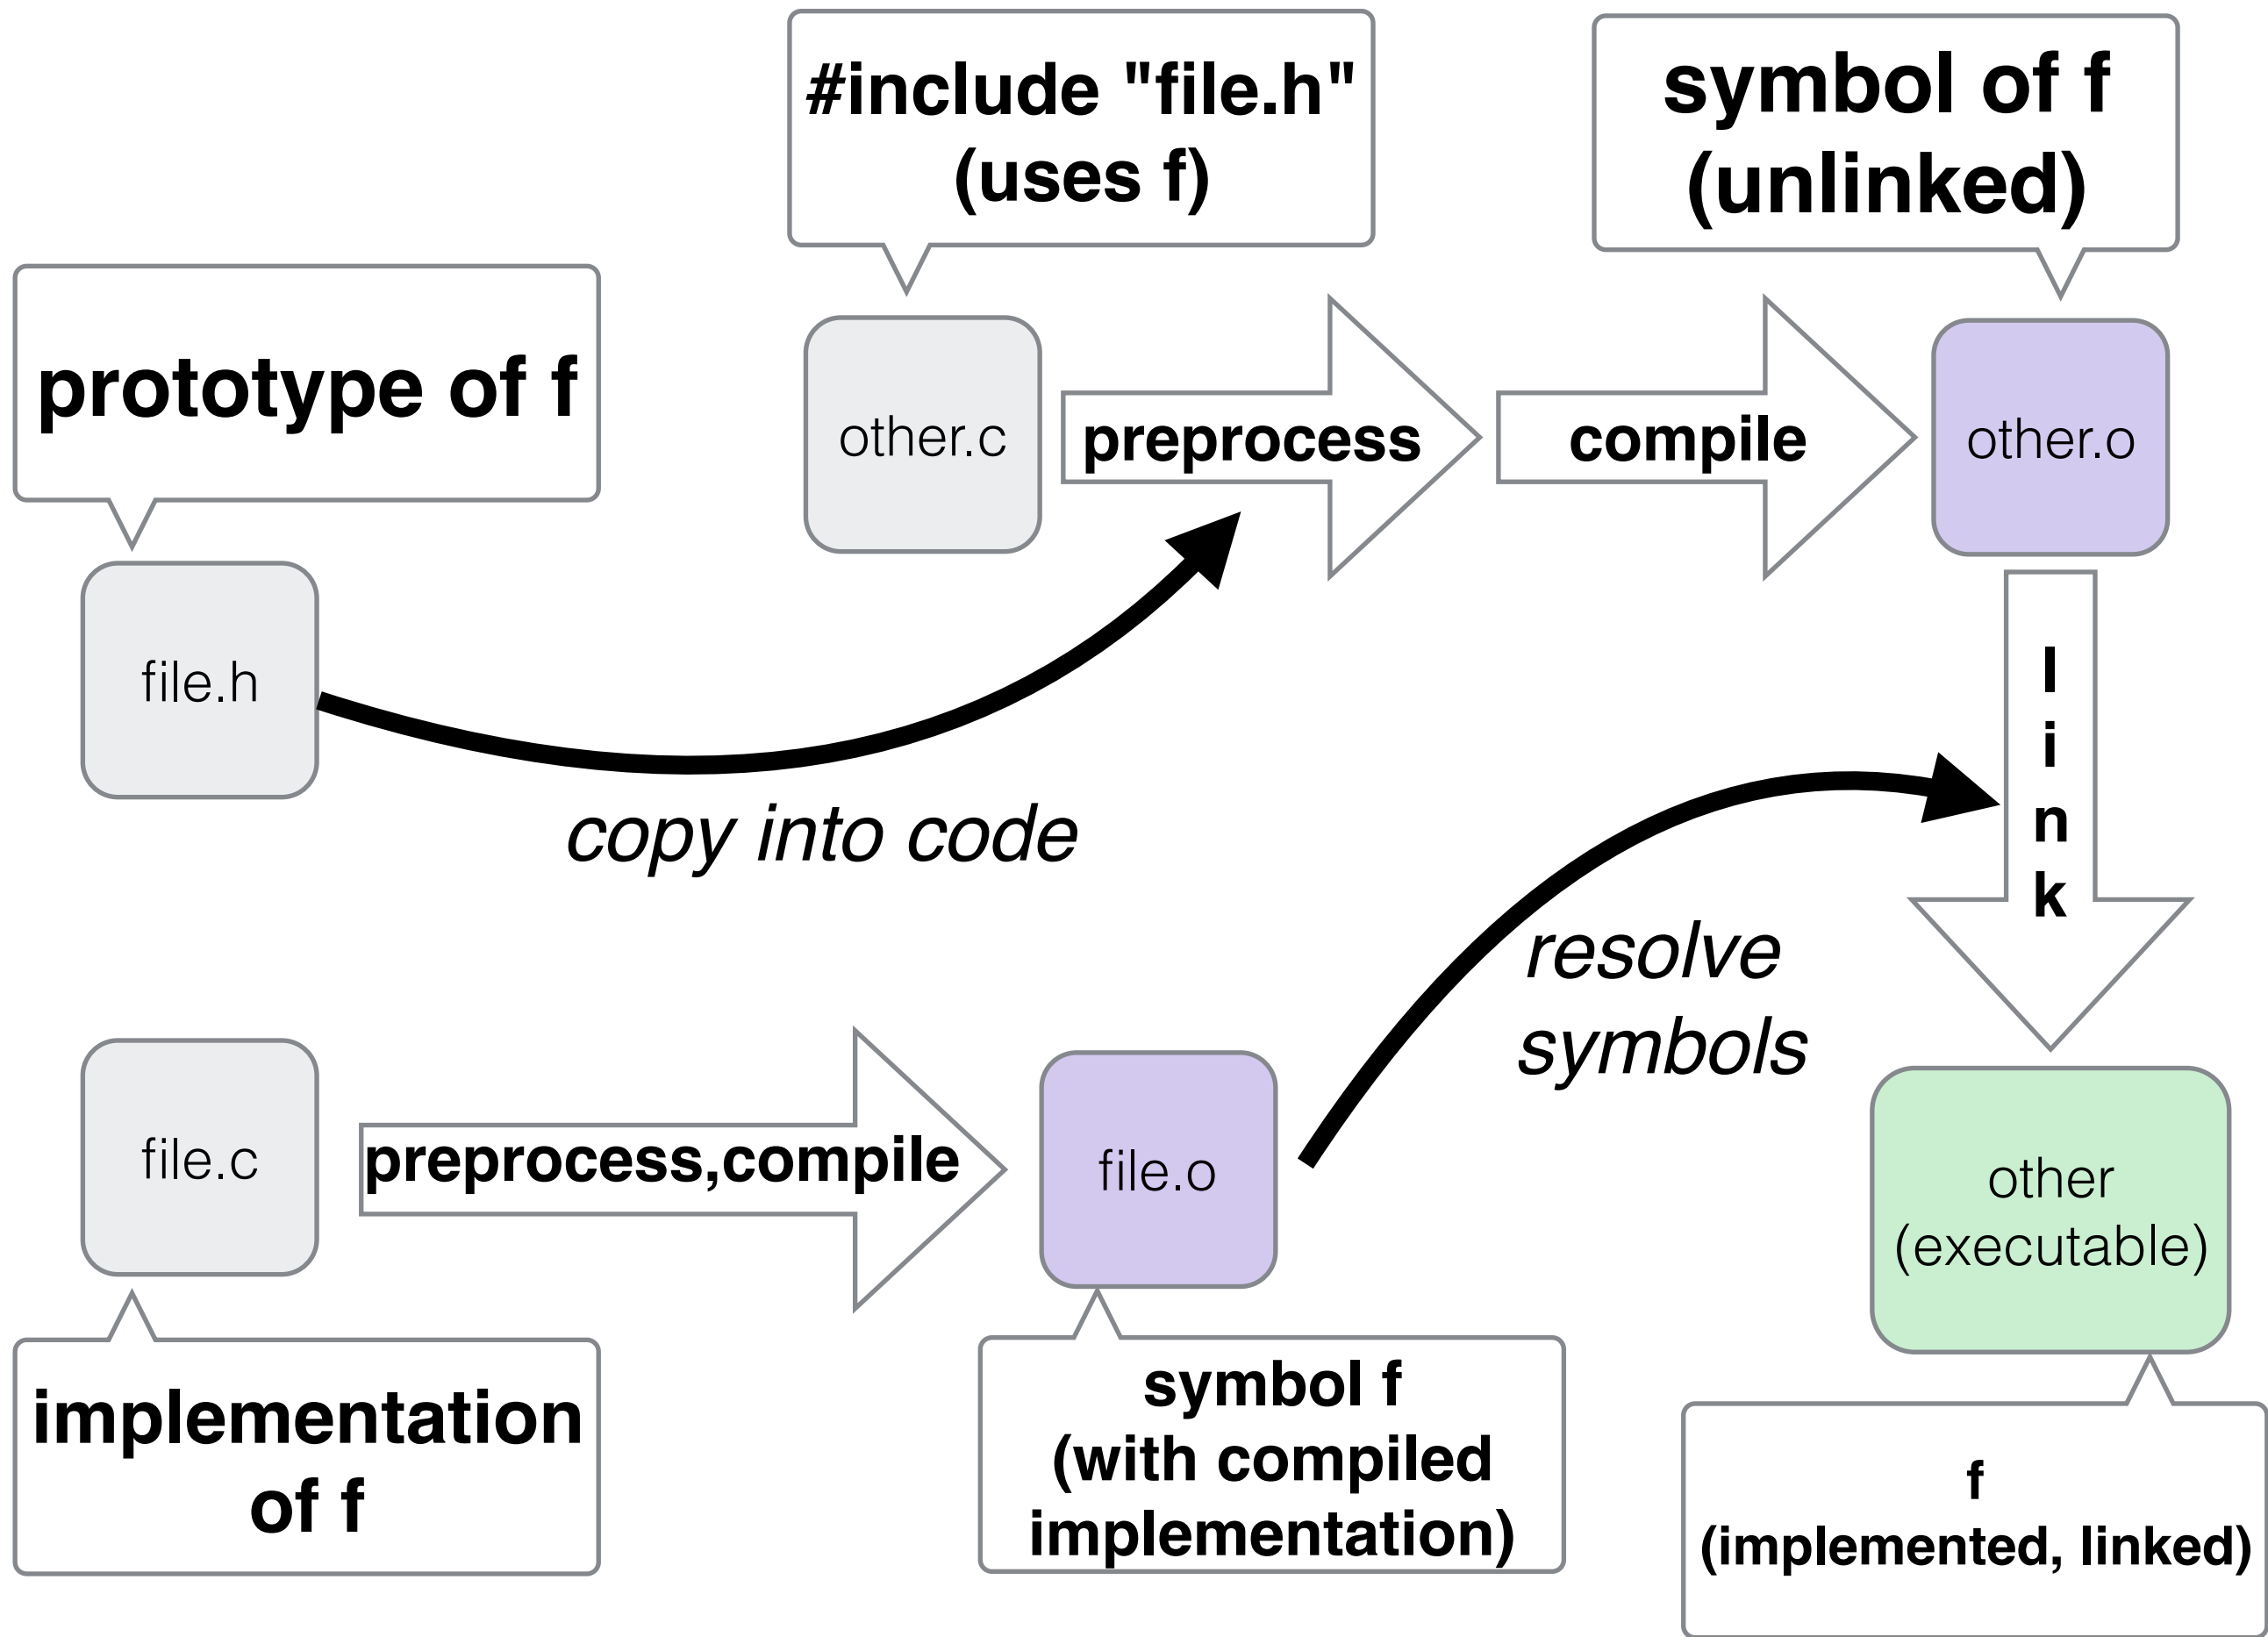 #include "file.h"
(uses f)
symbol of f
(unlinked)
prototype of f
other.c
preprocess
compile
other.o
file.h
copy into code
l
i
n
k
resolve
symbols
file.c
preprocess,compile
file.o
other
(executable)
implementation
of f
symbol f
(with compiled
implementation)
f
(implemented, linked)